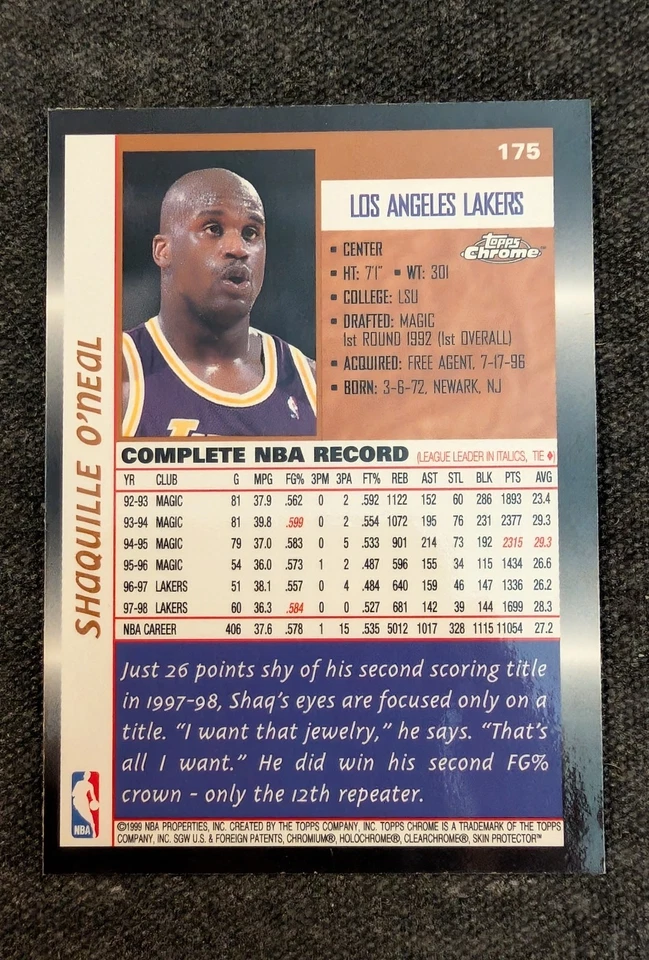 175
LOS ANGELES LAKERS
Topps
Chrome™
• CENTER
• HT: 7'1" • WT: 301
• COLLEGE: LSU
• DRAFTED: MAGIC
1st ROUND 1992 (1st OVERALL)
• ACQUIRED: FREE AGENT, 7-17-96
• BORN: 3-6-72, NEWARK, NJ
SHAQUILLE O'NEAL
COMPLETE NBA RECORD (LEAGUE LEADER IN ITALICS, TIE ♦)
YR CLUB G MPG FG% 3PM 3PA FT% REB AST STL BLK PTS AVG
92-93 MAGIC 81 37.9 .562 0 2 .592 1122 152 60 286 1893 23.4
93-94 MAGIC 81 39.8 .599 0 2 .554 1072 195 76 231 2377 29.3
94-95 MAGIC 79 37.0 .583 0 5 .533 901 214 73 192 2315 29.3
95-96 MAGIC 54 36.0 .573 1 2 .487 596 155 34 115 1434 26.6
96-97 LAKERS 51 38.1 .557 0 4 .484 640 159 46 147 1336 26.2
97-98 LAKERS 60 36.3 .584 0 0 .527 681 142 39 144 1699 28.3
NBA CAREER 406 37.6 .578 1 15 .535 5012 1017 328 1115 11054 27.2
Just 26 points shy of his second scoring title
in 1997-98, Shaq's eyes are focused only on a
title. "I want that jewelry," he says. "That's
all I want." He did win his second FG%
crown - only the 12th repeater.
NBA
©1999 NBA PROPERTIES, INC. CREATED BY THE TOPPS COMPANY, INC. TOPPS CHROME IS A TRADEMARK OF THE TOPPS
COMPANY, INC. SGW U.S. & FOREIGN PATENTS, CHROMIUM®, HOLOCHROME®, CLEARCHROME®, SKIN PROTECTOR™